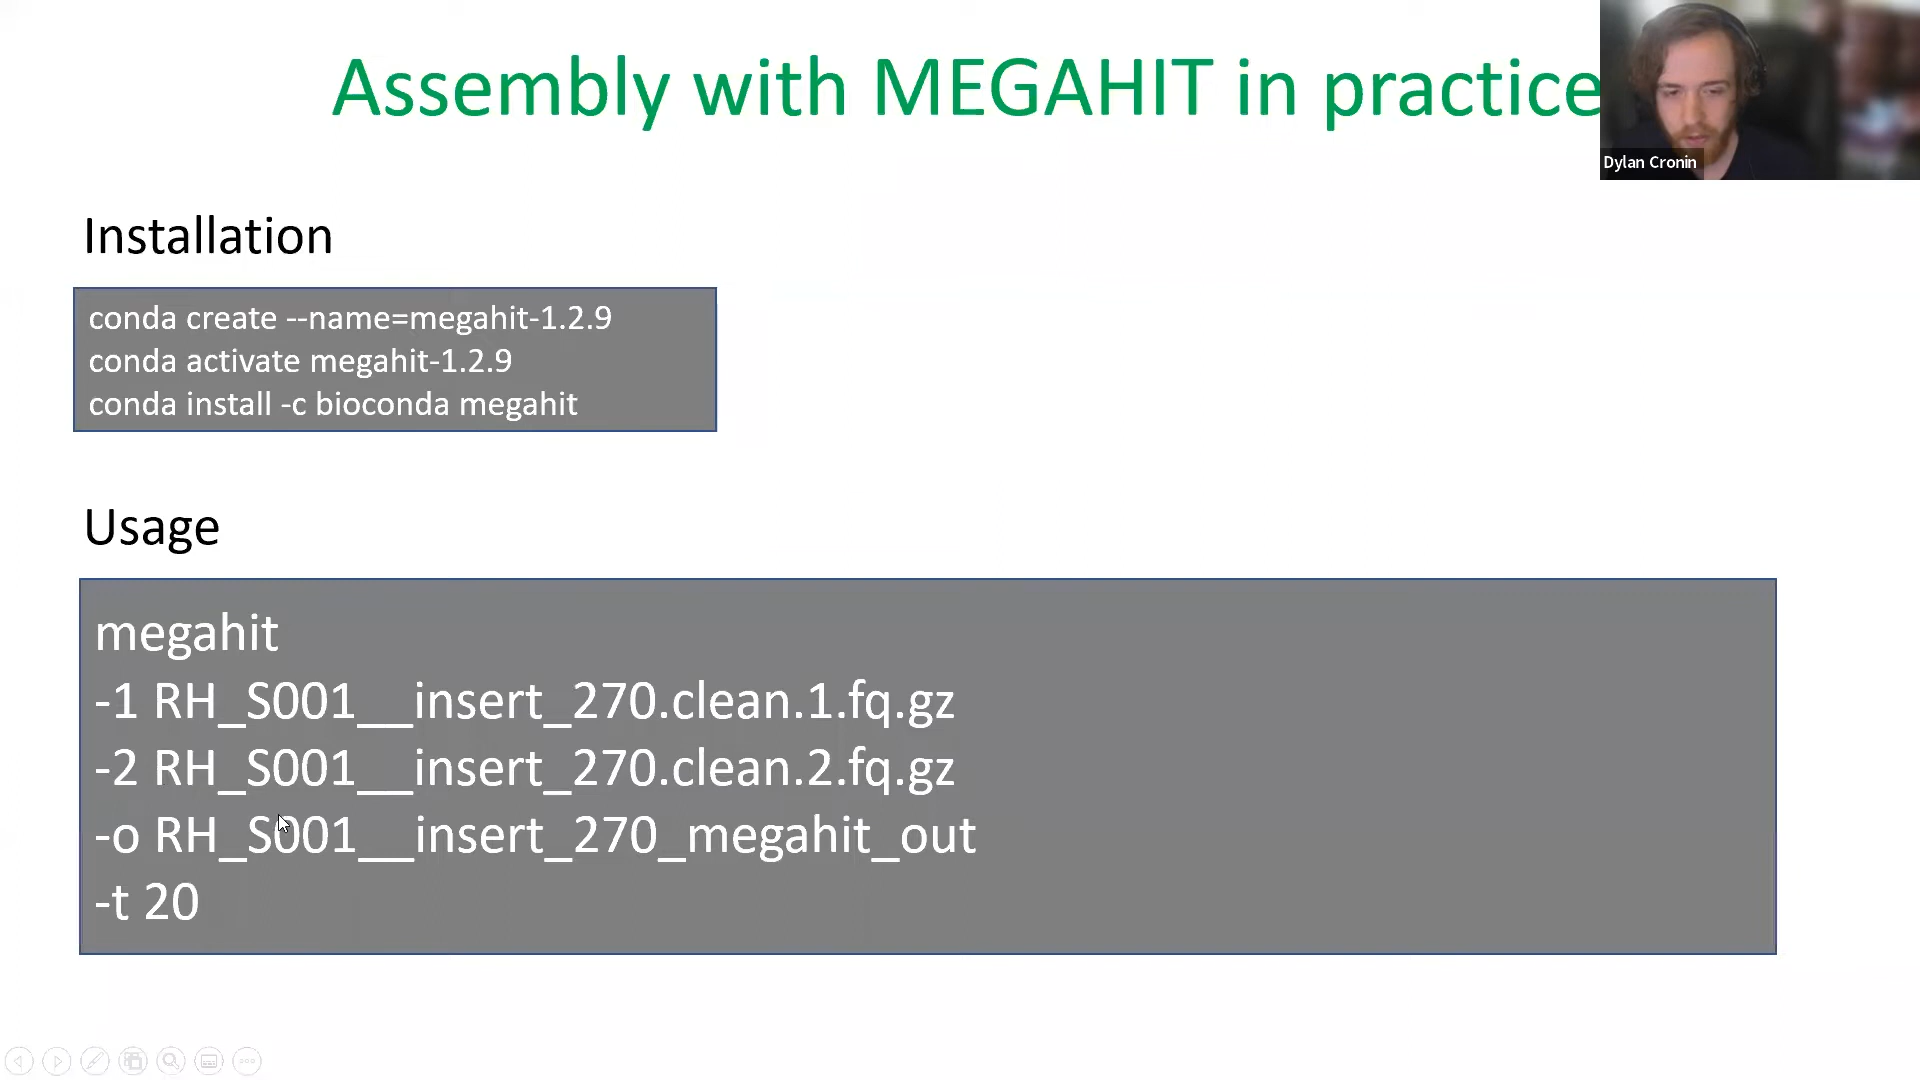 Assembly with MEGAHIT in practice
Dylan Cronin
Installation
conda create --name=megahit-1.2.9
conda activate megahit-1.2.9
conda install -c bioconda megahit
Usage
megahit
-1 RH_S001__insert_270.clean.1.fq.gz
-2 RH_S001__insert_270.clean.2.fq.gz
-o RH_S001__insert_270_megahit_out
-t 20